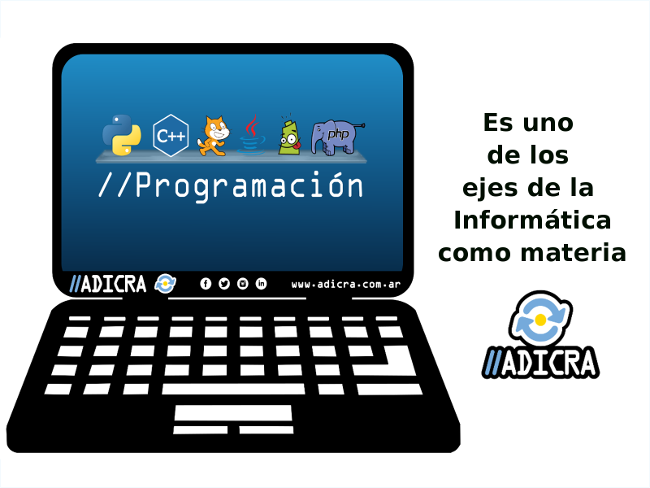 C++
php
//Programación
//ADICRA
www.adicra.com.ar
Es uno
de los
ejes de la
Informática
como materia
//ADICRA